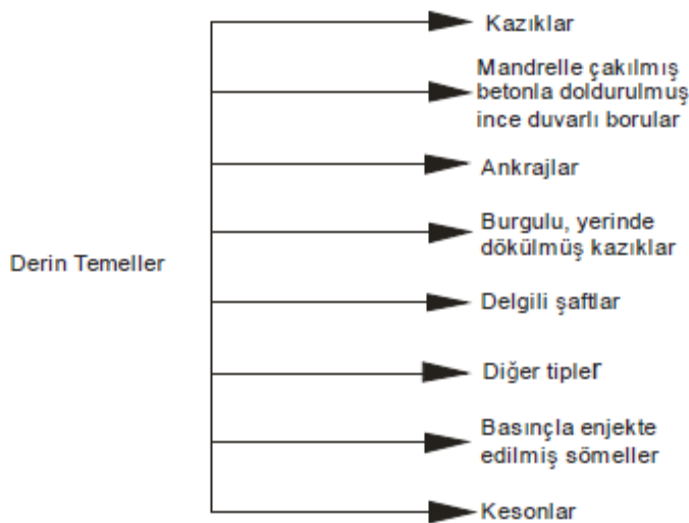 Kazıklar
Mandrelle çakılmış
betonla doldurulmuş
ince duvarlı borular
Ankrajlar
Burgulu, yerinde
dökülmüş kazıklar
Derin Temeller
Delgili şaftlar
Diğer tipler
Basınçla enjekte
edilmiş sömeller
Kesonlar